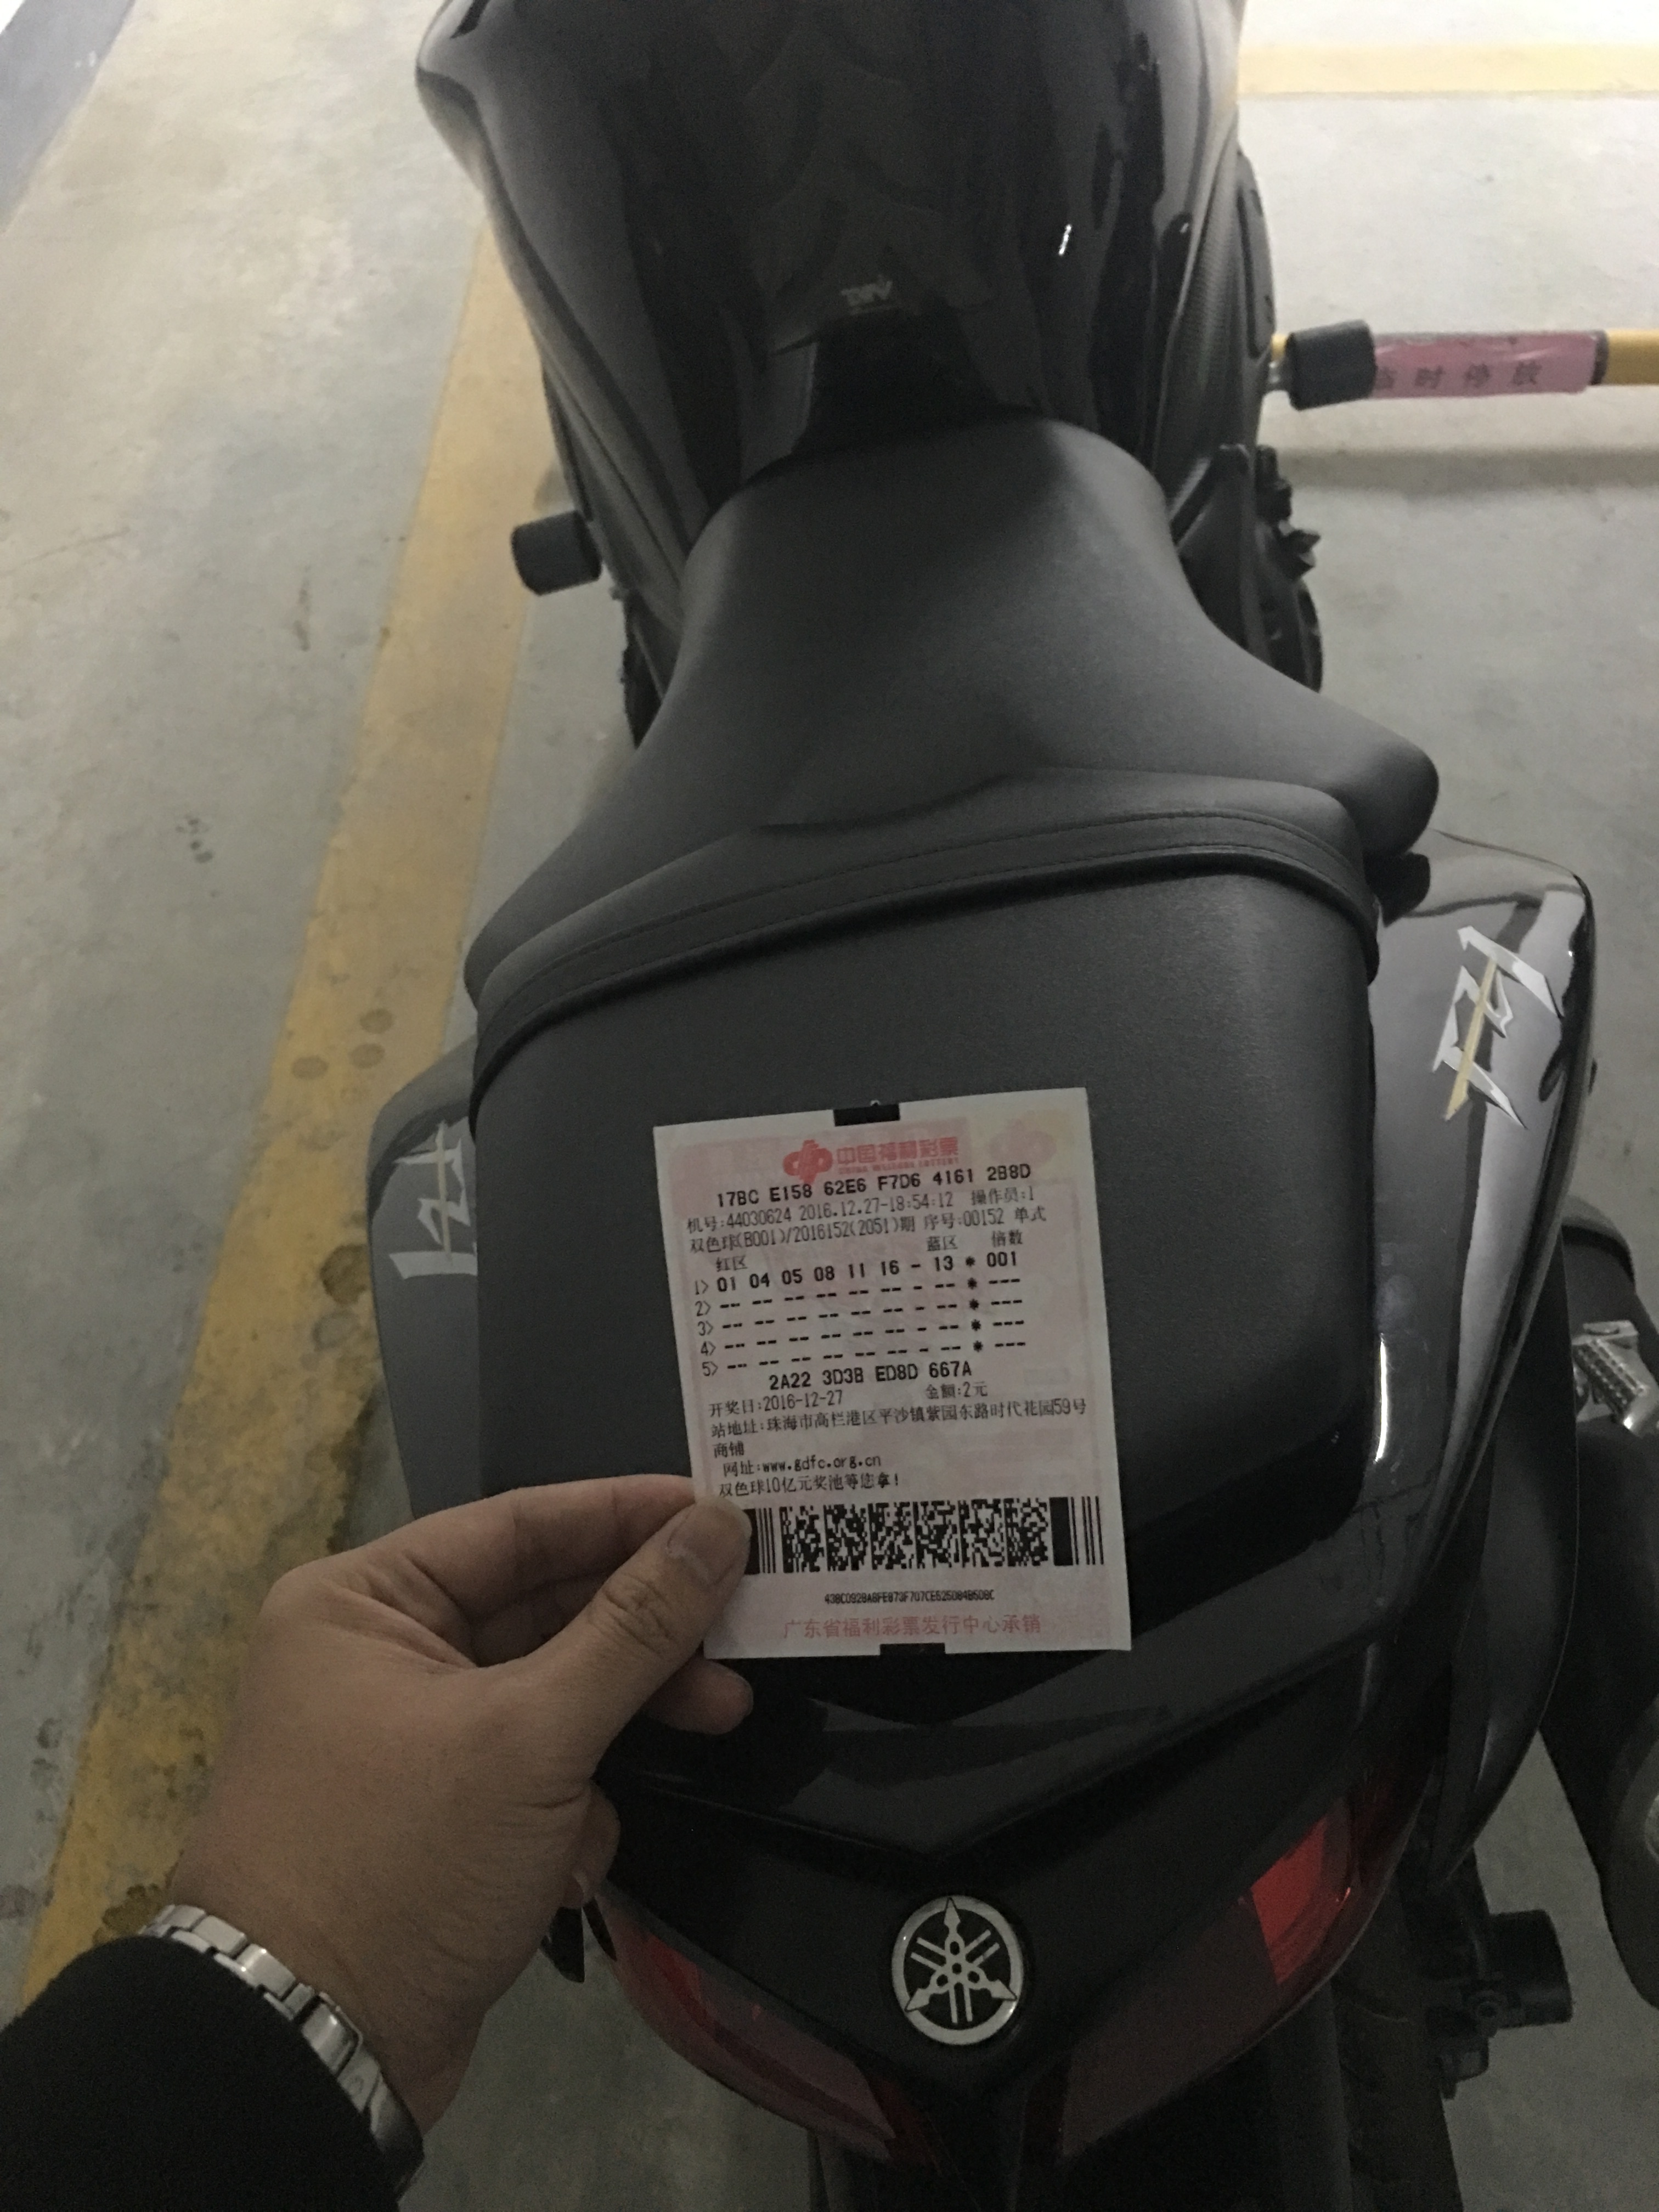 临时停放
FZ1
FZ1
中国福利彩票
CHINA WELFARE LOTTERY
17BC E158 62E6 F7D6 4161 2B8D
机号:44030624 2016.12.27-18:54:12 操作员:1
双色球(B001)/2016152(2051)期 序号:00152 单式
红区 蓝区 倍数
1> 01 04 05 08 11 16 - 13 * 001
2> -- -- -- -- -- -- - -- * ---
3> -- -- -- -- -- -- - -- * ---
4> -- -- -- -- -- -- - -- * ---
5> -- -- -- -- -- -- - -- * ---
2A22 3D3B ED8D 667A
开奖日:2016-12-27 金额:2元
站地址:珠海市高栏港区平沙镇紫园东路时代花园59号
商铺
网址:www.gdfc.org.cn
双色球10亿元奖池等您拿!
广东省福利彩票发行中心承销